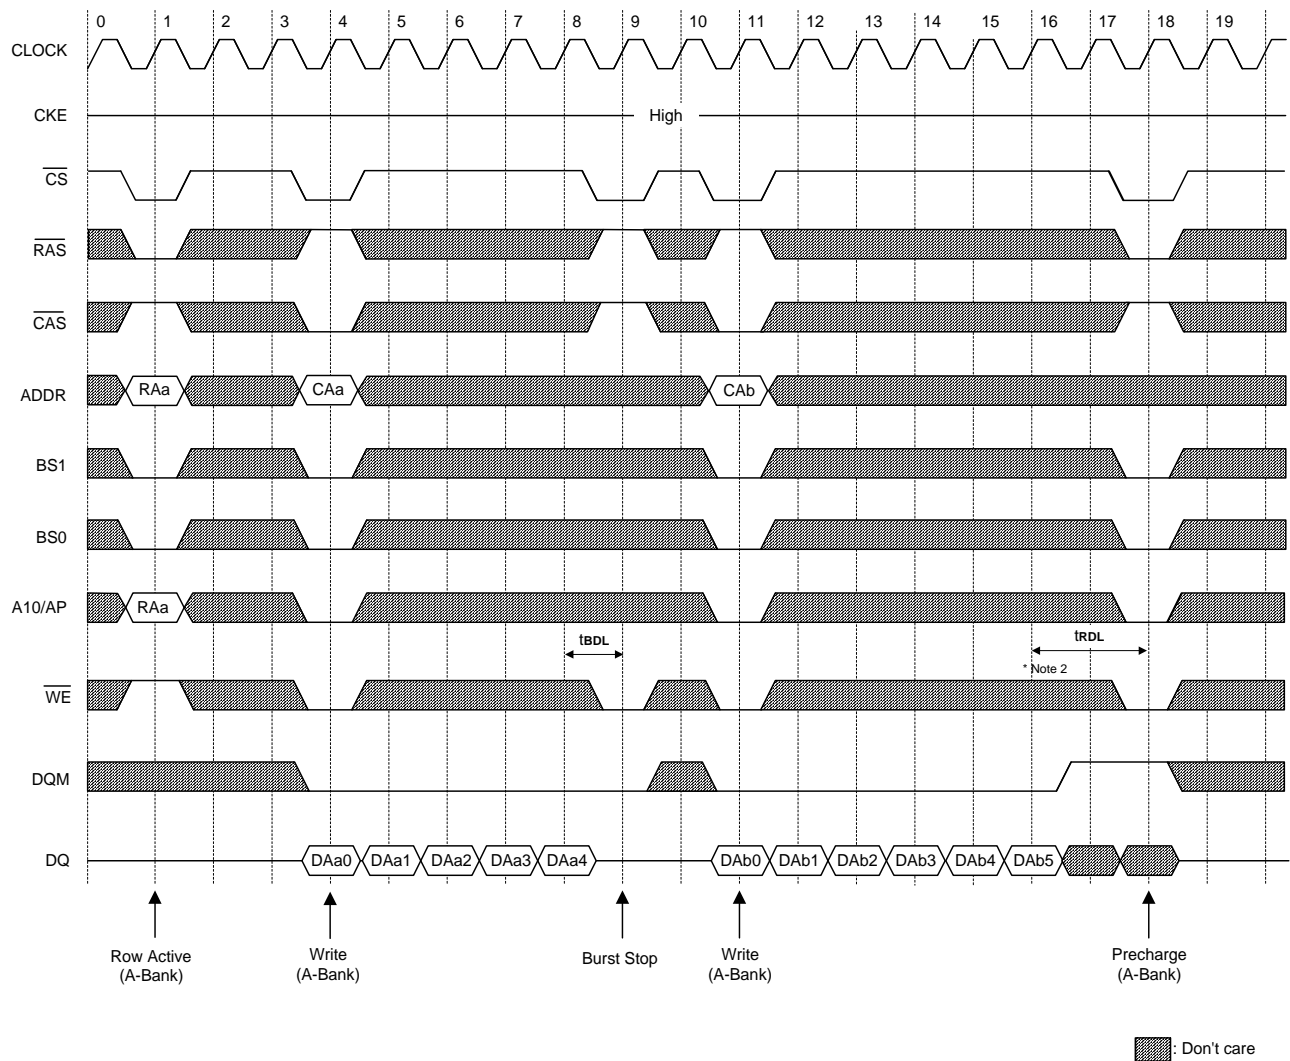 0 1 2 3 4 5 6 7 8 9 10 11 12 13 14 15 16 17 18 19
CLOCK
CKE High
CS
RAS
CAS
ADDR RAa CAa CAb
BS1
BS0
A10/AP RAa
tBDL tRDL
* Note 2
WE
DQM
DQ DAa0 DAa1 DAa2 DAa3 DAa4 DAb0 DAb1 DAb2 DAb3 DAb4 DAb5
Row Active Write Burst Stop Write Precharge
(A-Bank) (A-Bank) (A-Bank) (A-Bank)
: Don't care